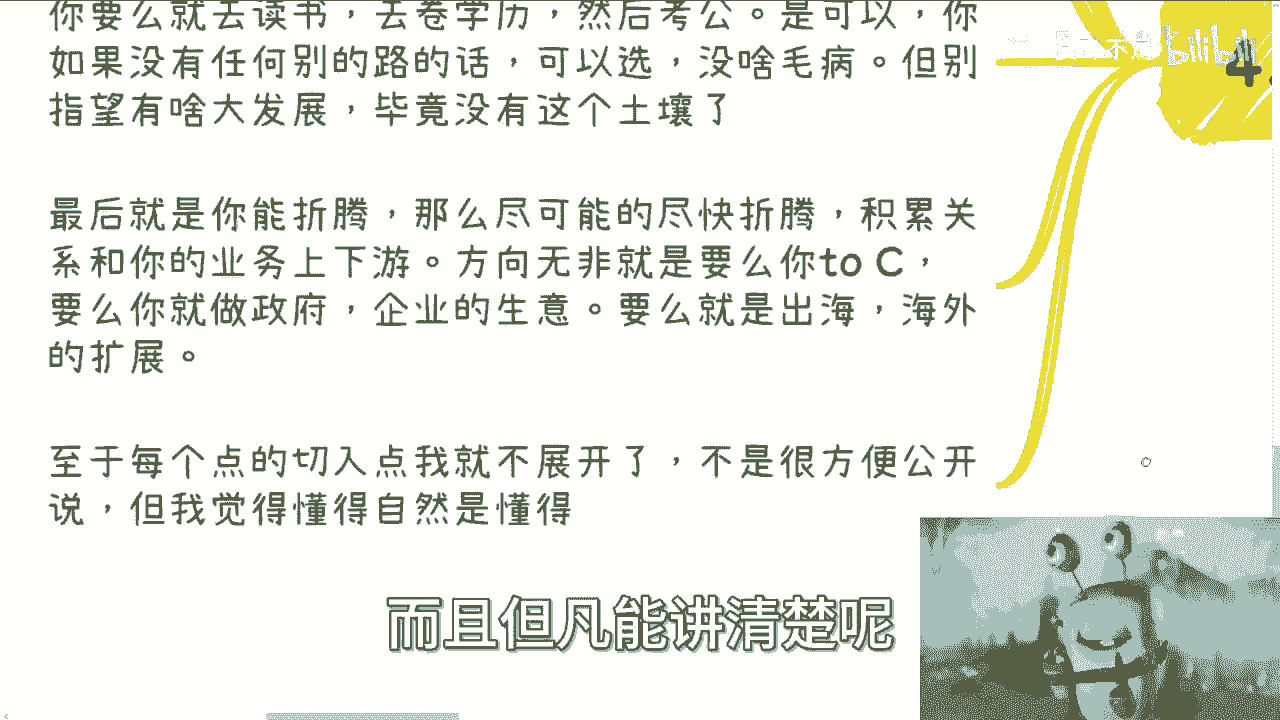 你要么就去读书，去卷学历，然后考公。是可以，你
如果没有任何别的路的话，可以选，没啥毛病。但别
指望有啥大发展，毕竟没有这个土壤了
最后就是你能折腾，那么尽可能的尽快折腾，积累关
系和你的业务上下游。方向无非就是要么你to C，
要么你就做政府，企业的生意。要么就是出海，海外
的扩展。
至于每个点的切入点我就不展开了，不是很方便公开
说，但我觉得懂得自然是懂得
而且但凡能讲清楚呢
bilibili
4